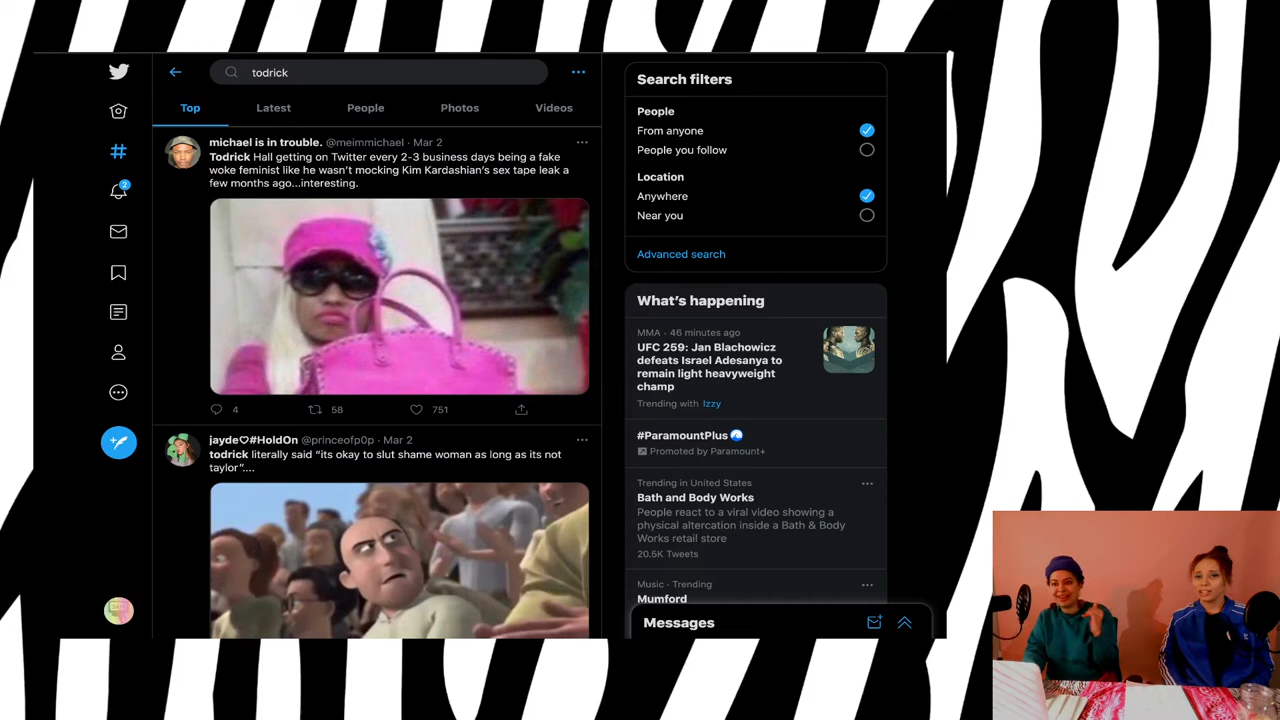 todrick
Top
Latest
People
Photos
Videos
michael is in trouble. @meimmichael · Mar 2
Todrick Hall getting on Twitter every 2-3 business days being a fake
woke feminist like he wasn't mocking Kim Kardashian's sex tape leak a
few months ago...interesting.
4
58
751
jayde♡#HoldOn @princeofp0p · Mar 2
todrick literally said “its okay to slut shame woman as long as its not
taylor”....
2
Search filters
People
From anyone
People you follow
Location
Anywhere
Near you
Advanced search
What's happening
MMA · 46 minutes ago
UFC 259: Jan Blachowicz
defeats Israel Adesanya to
remain light heavyweight
champ
Trending with Izzy
#ParamountPlus
Promoted by Paramount+
Trending in United States
Bath and Body Works
People react to a viral video showing a
physical altercation inside a Bath & Body
Works retail store
20.5K Tweets
Music · Trending
Mumford
Messages